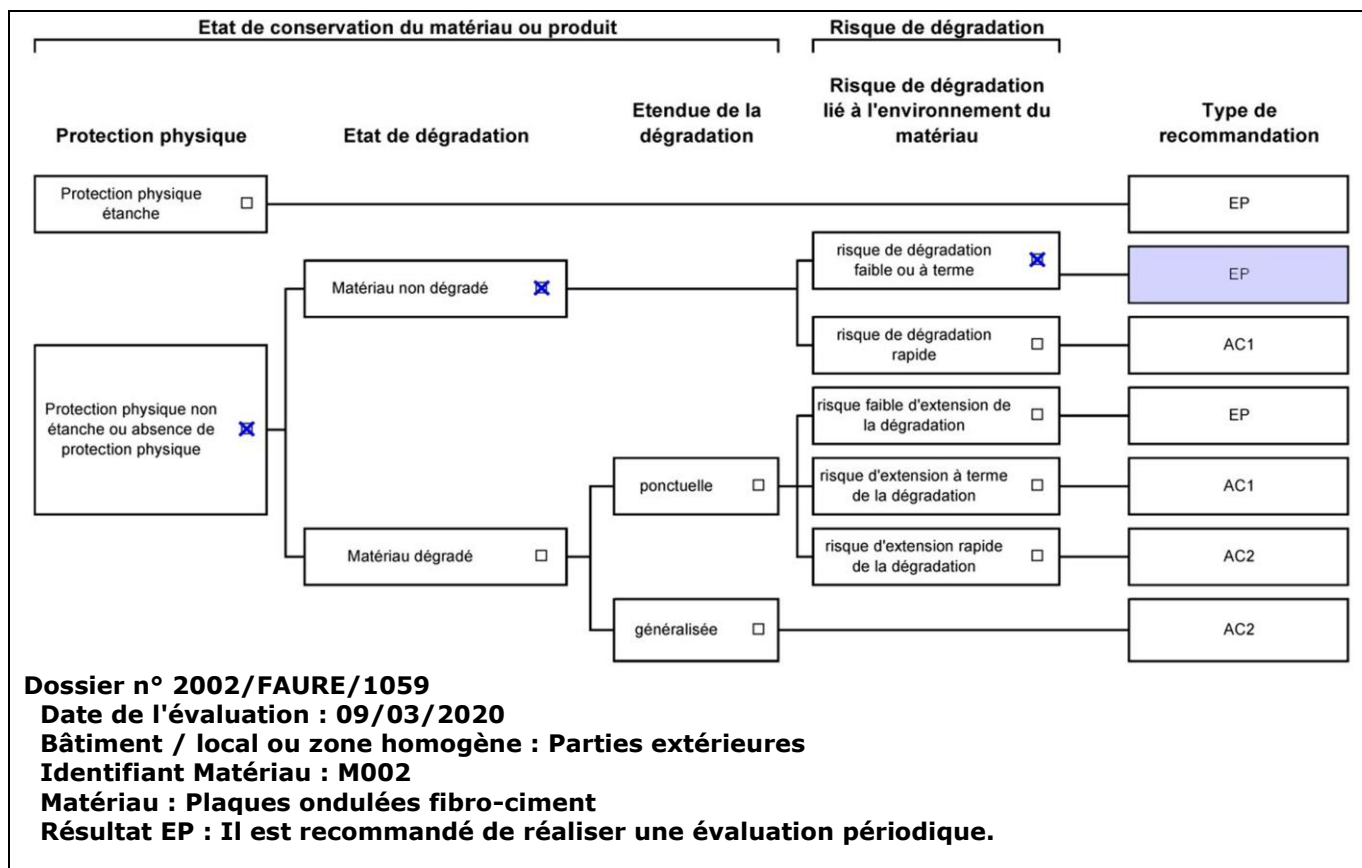 Etat de conservation du matériau ou produit
Risque de dégradation
Protection physique
Etat de dégradation
Etendue de la
dégradation
Risque de dégradation
lié à l'environnement du
matériau
Type de
recommandation
Protection physique
étanche
EP
risque de dégradation
faible ou à terme
Matériau non dégradé
EP
risque de dégradation
rapide
AC1
Protection physique non
étanche ou absence de
protection physique
risque faible d'extension de
la dégradation
EP
ponctuelle
risque d'extension à terme
de la dégradation
AC1
Matériau dégradé
risque d'extension rapide
de la dégradation
AC2
généralisée
AC2
Dossier n° 2002/FAURE/1059
Date de l'évaluation : 09/03/2020
Bâtiment / local ou zone homogène : Parties extérieures
Identifiant Matériau : M002
Matériau : Plaques ondulées fibro-ciment
Résultat EP : Il est recommandé de réaliser une évaluation périodique.